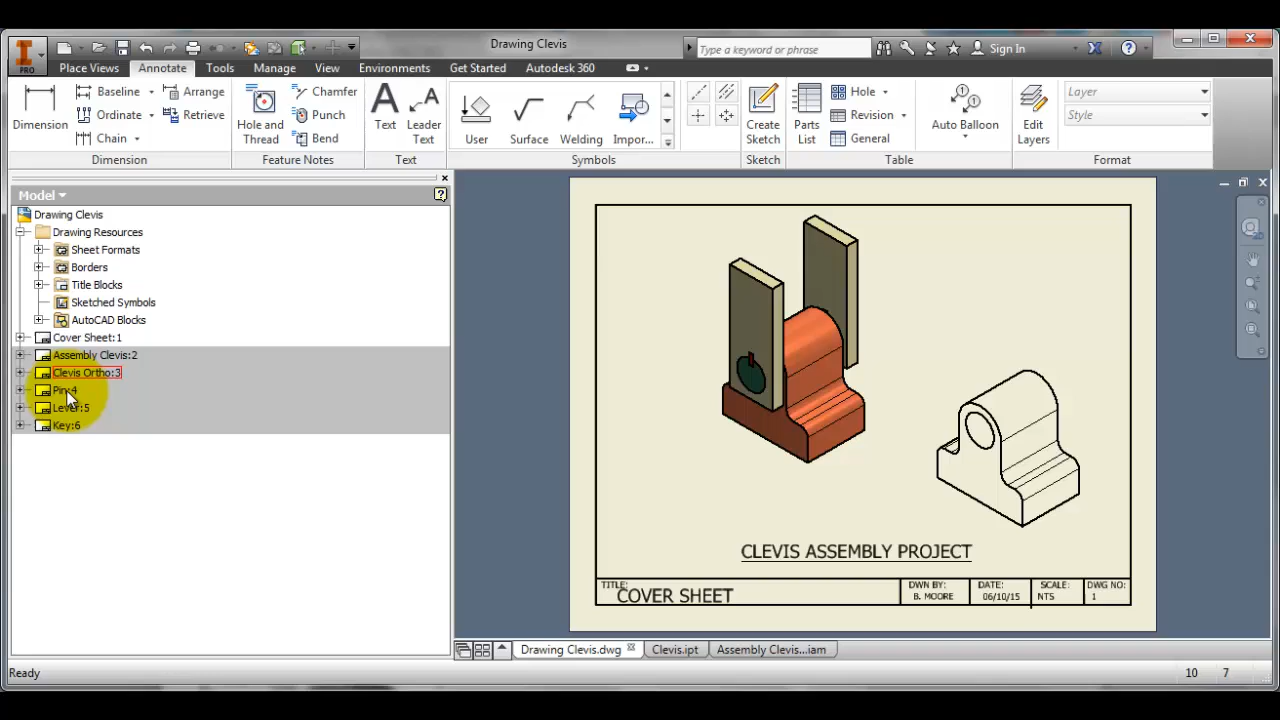 Drawing Clevis
Type a keyword or phrase
Sign In
PRO
Place Views
Annotate
Tools
Manage
View
Environments
Get Started
Autodesk 360
Dimension
Baseline
Ordinate
Chain
Arrange
Retrieve
Dimension
Hole and
Thread
Chamfer
Punch
Bend
Feature Notes
Text
Leader
Text
Text
User
Surface
Welding
Impor...
Symbols
Create
Sketch
Sketch
Parts
List
Hole
Revision
General
Auto Balloon
Table
Edit
Layers
Layer
Style
Format
Model
Drawing Clevis
Drawing Resources
Sheet Formats
Borders
Title Blocks
Sketched Symbols
AutoCAD Blocks
Cover Sheet:1
Assembly Clevis:2
Clevis Ortho:3
Pin:4
Lever:5
Key:6
CLEVIS ASSEMBLY PROJECT
TITLE:
COVER SHEET
DWN BY:
B. MOORE
DATE:
06/10/15
SCALE:
NTS
DWG NO:
1
Drawing Clevis.dwg
Clevis.ipt
Assembly Clevis...iam
Ready
10
7